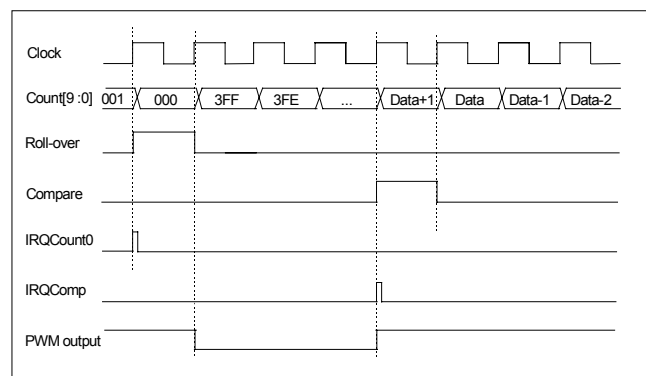 Clock
Count[9 :0] 001 000 3FF 3FE ... Data+1 Data Data-1 Data-2
Roll-over
Compare
IRQCount0
IRQComp
PWM output